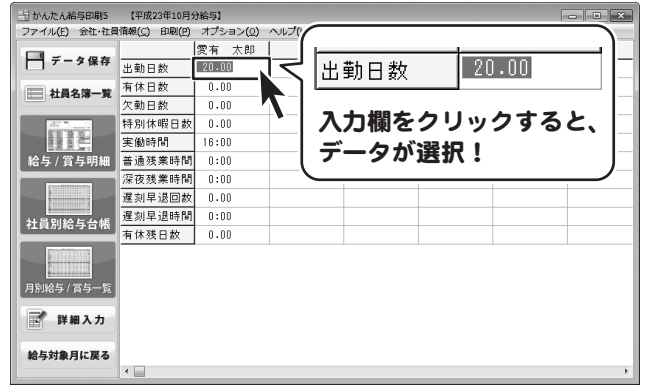 かんたん給与印刷5 【平成23年10月分給与】
ファイル(F) 会社・社員情報(C) 印刷(P) オプション(O) ヘルプ(
データ保存
社員名簿一覧
給与/賞与明細
社員別給与台帳
月別給与/賞与一覧
詳細入力
給与対象月に戻る
愛有 太郎
出勤日数 20.00
有休日数 0.00
欠勤日数 0.00
特別休暇日数 0.00
実働時間 16:00
普通残業時間 0:00
深夜残業時間 0:00
遅刻早退回数 0.00
遅刻早退時間 0:00
有休残日数 0.00
出勤日数 20.00
入力欄をクリックすると、
データが選択!